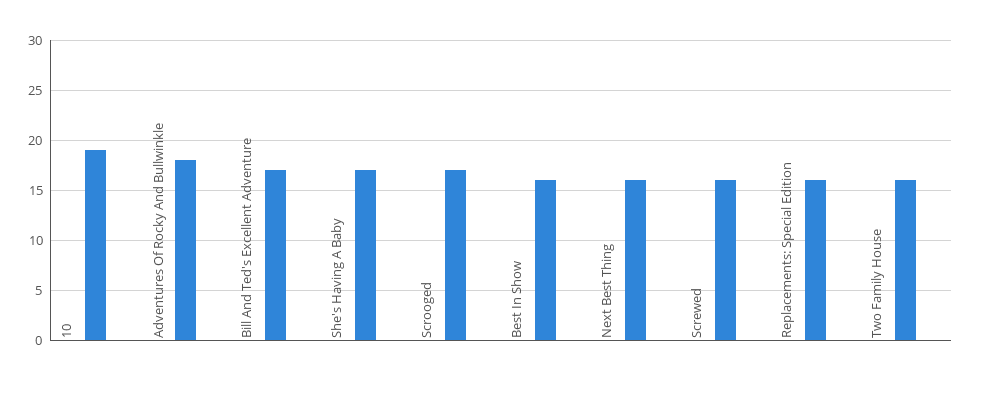 30
25
20
15
10
5
0
10
Adventures Of Rocky And Bullwinkle
Bill And Ted's Excellent Adventure
She's Having A Baby
Scrooged
Best In Show
Next Best Thing
Screwed
Replacements: Special Edition
Two Family House